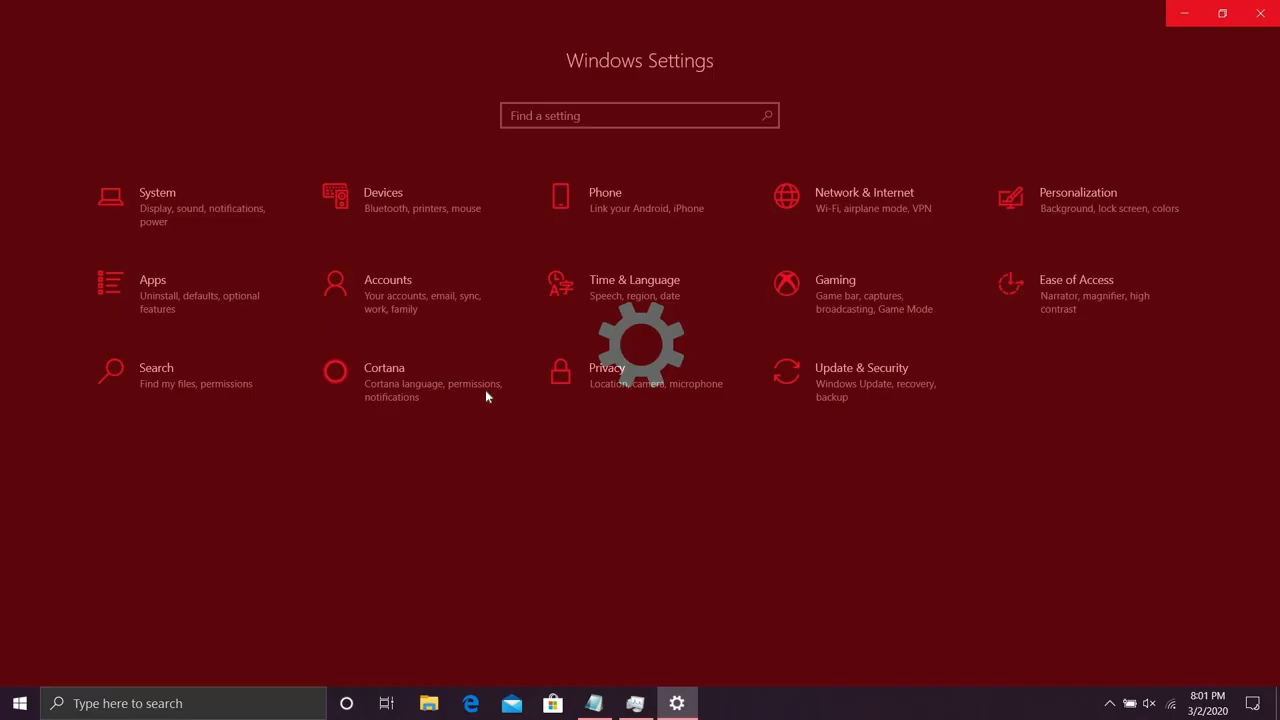 Windows Settings
Find a setting
System
Display, sound, notifications,
power
Devices
Bluetooth, printers, mouse
Phone
Link your Android, iPhone
Network & Internet
Wi-Fi, airplane mode, VPN
Personalization
Background, lock screen, colors
Apps
Uninstall, defaults, optional
features
Accounts
Your accounts, email, sync,
work, family
Time & Language
Speech, region, date
Gaming
Game bar, captures,
broadcasting, Game Mode
Ease of Access
Narrator, magnifier, high
contrast
Search
Find my files, permissions
Cortana
Cortana language, permissions,
notifications
Privacy
Location, camera, microphone
Update & Security
Windows Update, recovery,
backup
Type here to search
8:01 PM
3/2/2020